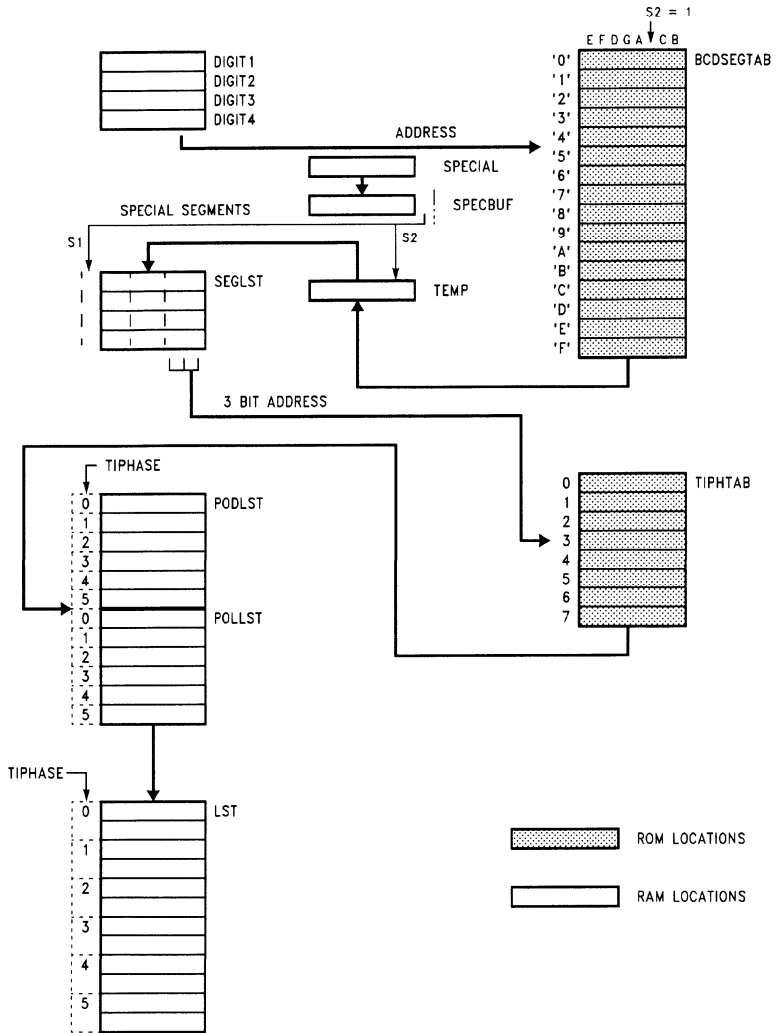 S2 = 1
E F D G A C B
BCDSEGTAB
'0'
'1'
'2'
'3'
'4'
'5'
'6'
'7'
'8'
'9'
'A'
'B'
'C'
'D'
'E'
'F'
DIGIT1
DIGIT2
DIGIT3
DIGIT4
ADDRESS
SPECIAL
SPECBUF
SPECIAL SEGMENTS
S1
S2
SEGLST
TEMP
3 BIT ADDRESS
TIPHASE
0
1
2
3
4
5
PODLST
0
1
2
3
4
5
POLLST
0
1
2
3
4
5
6
7
TIPHTAB
TIPHASE
0
1
2
3
4
5
LST
ROM LOCATIONS
RAM LOCATIONS